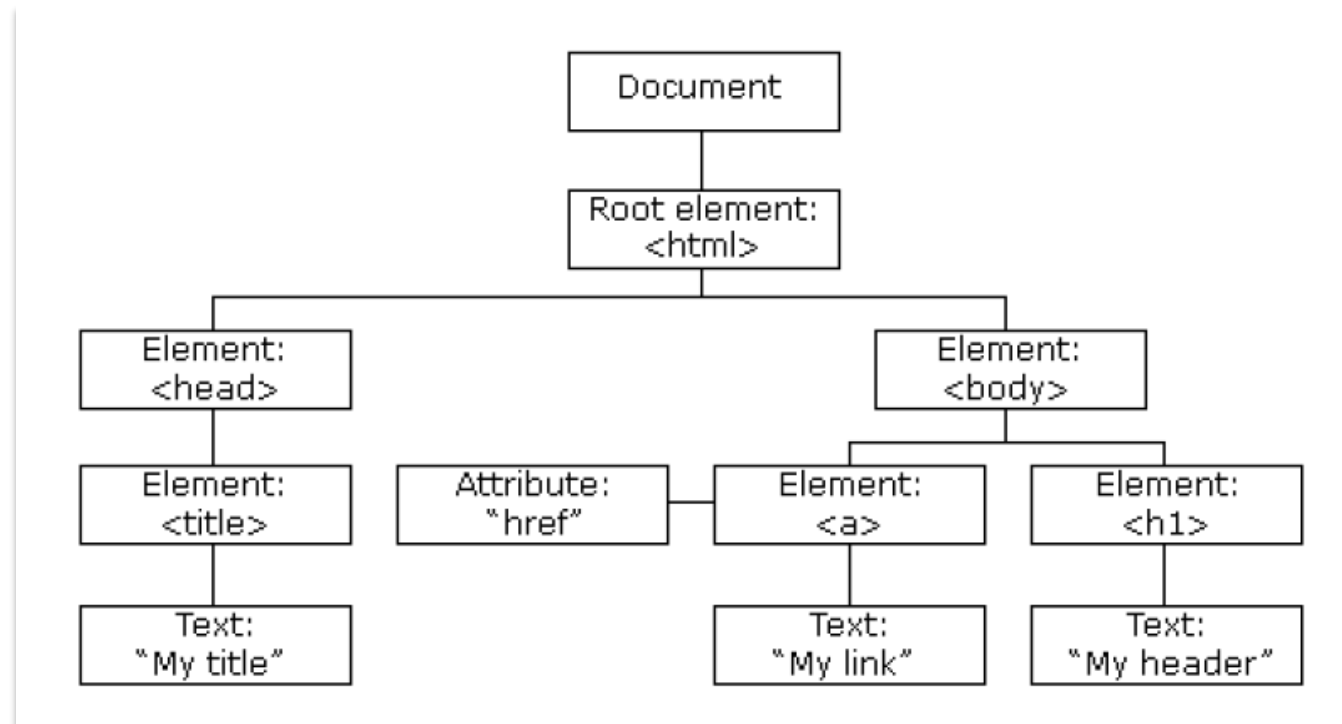 Document
Root element:
<html>
Element:
<head>
Element:
<body>
Element:
<title>
Attribute:
“href”
Element:
<a>
Element:
<h1>
Text:
“My title”
Text:
“My link”
Text:
“My header”